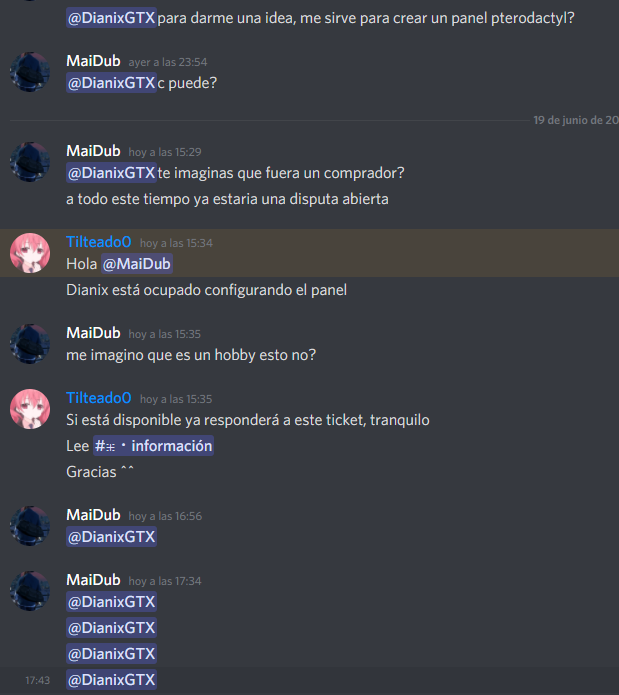 @DianixGTX para darme una idea, me sirve para crear un panel pterodactyl?
MaiDub ayer a las 23:54
@DianixGTX c puede?
19 de junio de 20
MaiDub hoy a las 15:29
@DianixGTX te imaginas que fuera un comprador?
a todo este tiempo ya estaria una disputa abierta
Tilteado0 hoy a las 15:34
Hola @MaiDub
Dianix está ocupado configurando el panel
MaiDub hoy a las 15:35
me imagino que es un hobby esto no?
Tilteado0 hoy a las 15:35
Si está disponible ya responderá a este ticket, tranquilo
Lee #・información
Gracias ^^
MaiDub hoy a las 16:56
@DianixGTX
MaiDub hoy a las 17:34
@DianixGTX
@DianixGTX
@DianixGTX
17:43 @DianixGTX